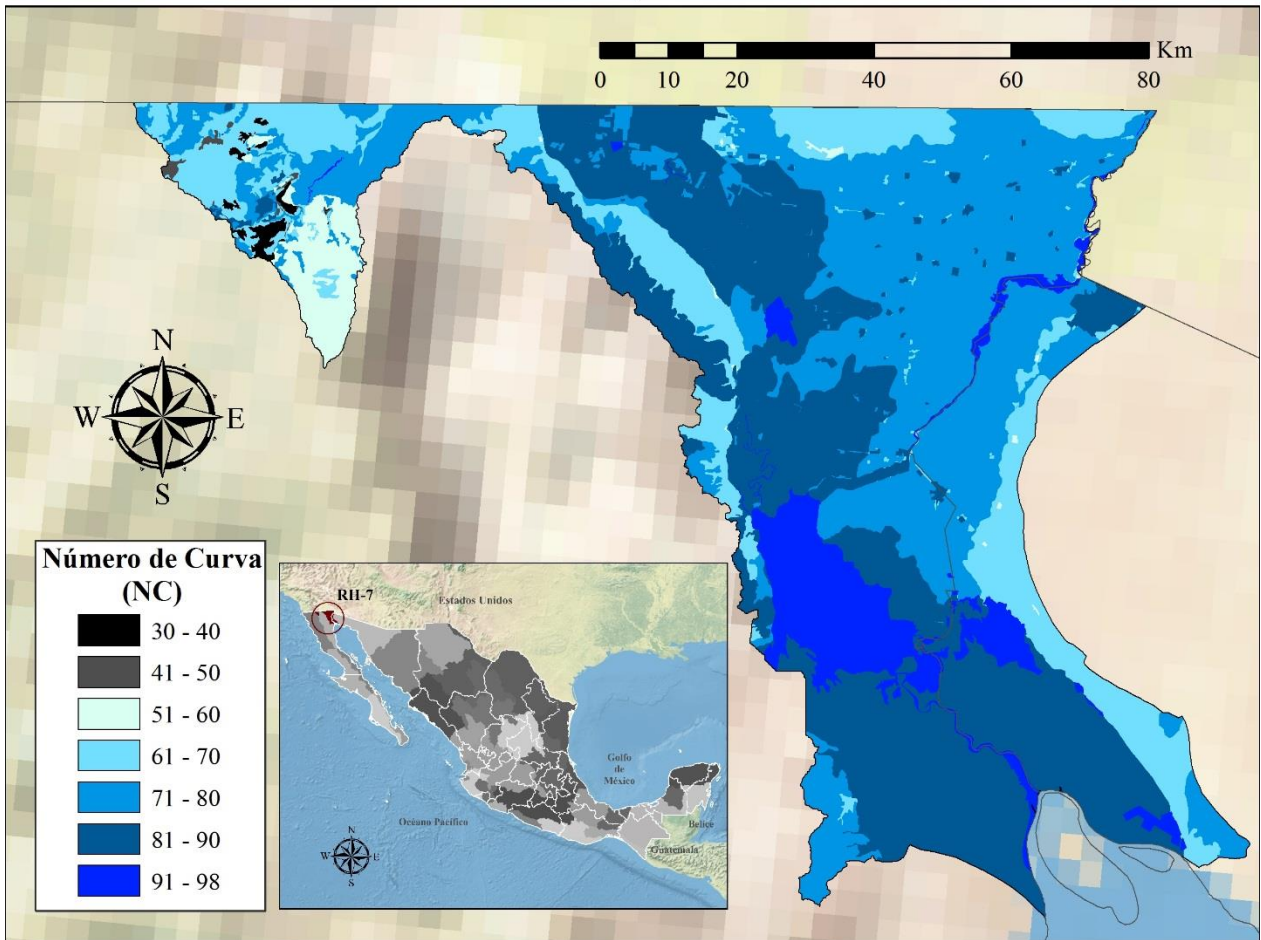 Km
0 10 20 40 60 80
N
W E
S
Número de Curva
(NC)
30 - 40
41 - 50
51 - 60
61 - 70
71 - 80
81 - 90
91 - 98
RH-7
Estados Unidos
Golfo
de
México
Océano Pacífico
Belice
Guatemala
N
W E
S